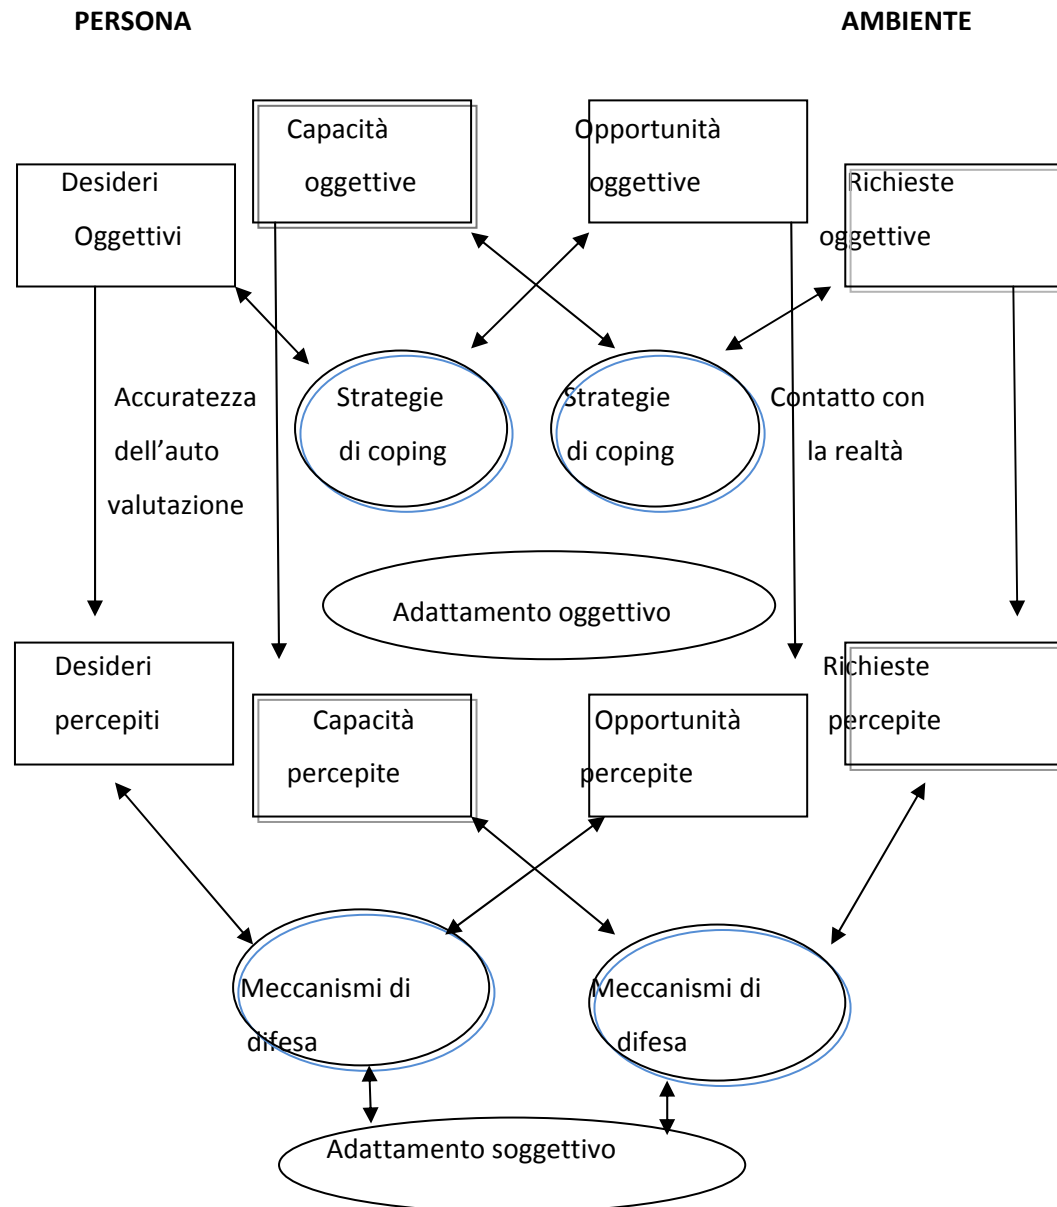 PERSONA
AMBIENTE
Capacità
oggettive
Opportunità
oggettive
Desideri
Oggettivi
Richieste
oggettive
Accuratezza
dell’auto
valutazione
Strategie
di coping
Strategie
di coping
Contatto con
la realtà
Adattamento oggettivo
Desideri
percepiti
Capacità
percepite
Opportunità
percepite
Richieste
percepite
Meccanismi di
difesa
Meccanismi di
difesa
Adattamento soggettivo